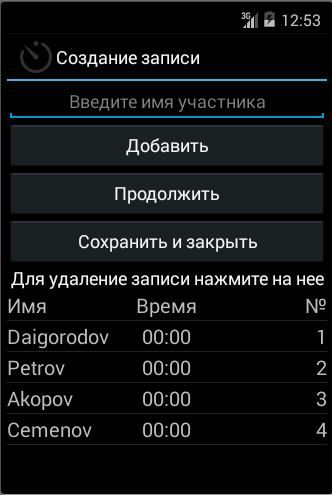 3G 12:53
Создание записи
Введите имя участника
Добавить
Продолжить
Сохранить и закрыть
Для удаление записи нажмите на нее
Имя Время №
Daigorodov 00:00 1
Petrov 00:00 2
Akopov 00:00 3
Cemenov 00:00 4